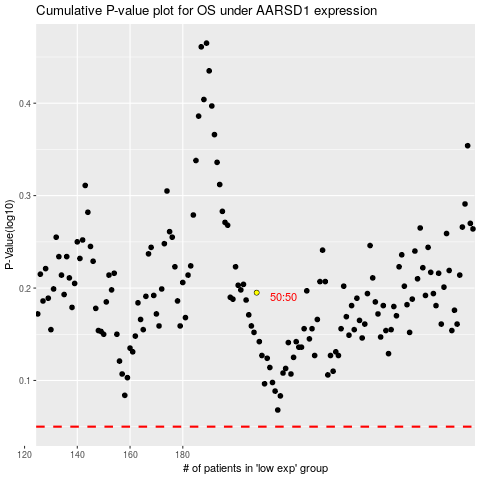 Cumulative P-value plot for OS under AARSD1 expression
P-Value(log10)
0.4
0.3
0.2
0.1
50:50
120 140 160 180
# of patients in 'low exp' group